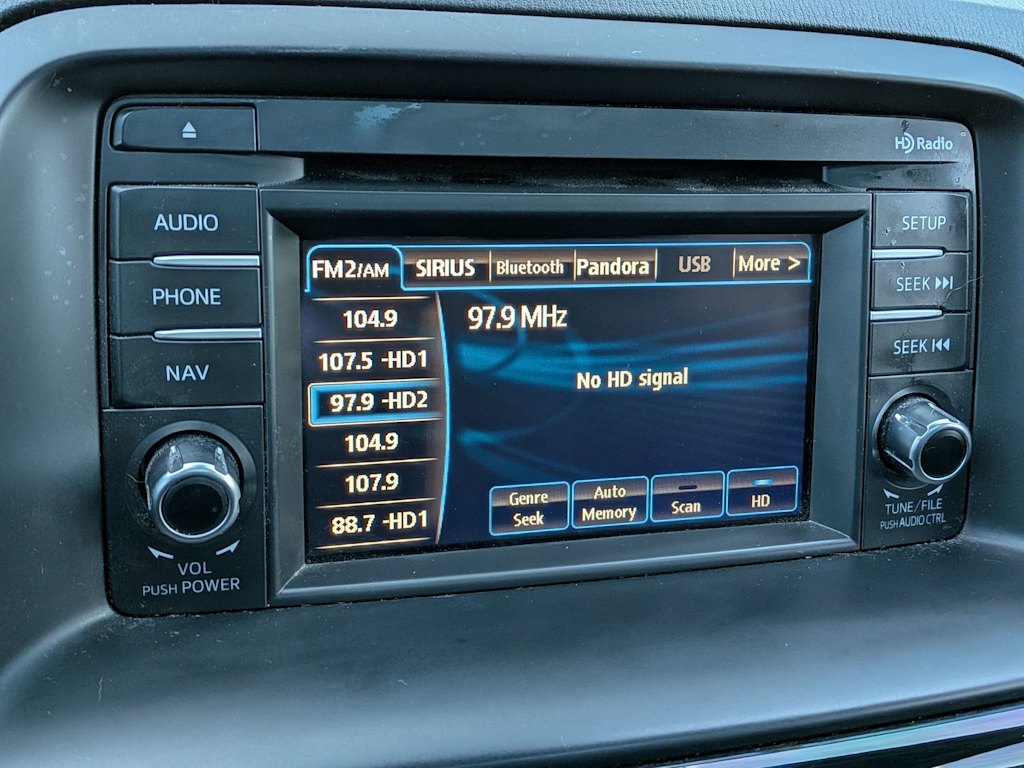 HD Radio
AUDIO
PHONE
NAV
VOL
PUSH POWER
FM2/AM SIRIUS Bluetooth Pandora USB More >
104.9
107.5 -HD1
97.9 -HD2
104.9
107.9
88.7 -HD1
97.9 MHz
No HD signal
Genre
Seek
Auto
Memory
Scan
HD
SETUP
SEEK
SEEK
TUNE/FILE
PUSH AUDIO CTRL